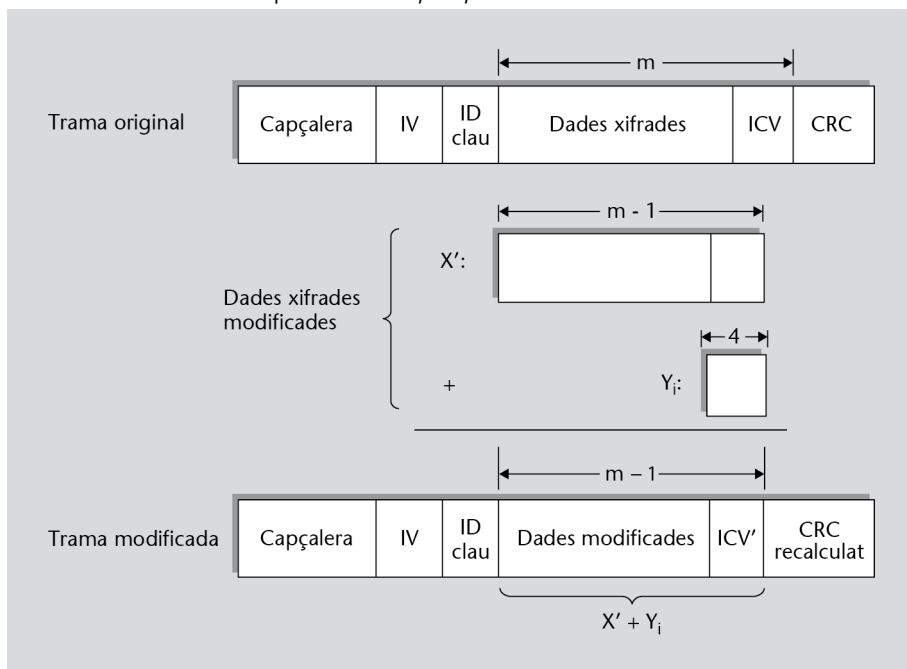 m
Trama original
Capçalera
IV
ID
clau
Dades xifrades
ICV
CRC
m - 1
X′:
Dades xifrades
modificades
4
+
Yi:
m – 1
Trama modificada
Capçalera
IV
ID
clau
Dades modificades
ICV′
CRC
recalculat
X′ + Yi